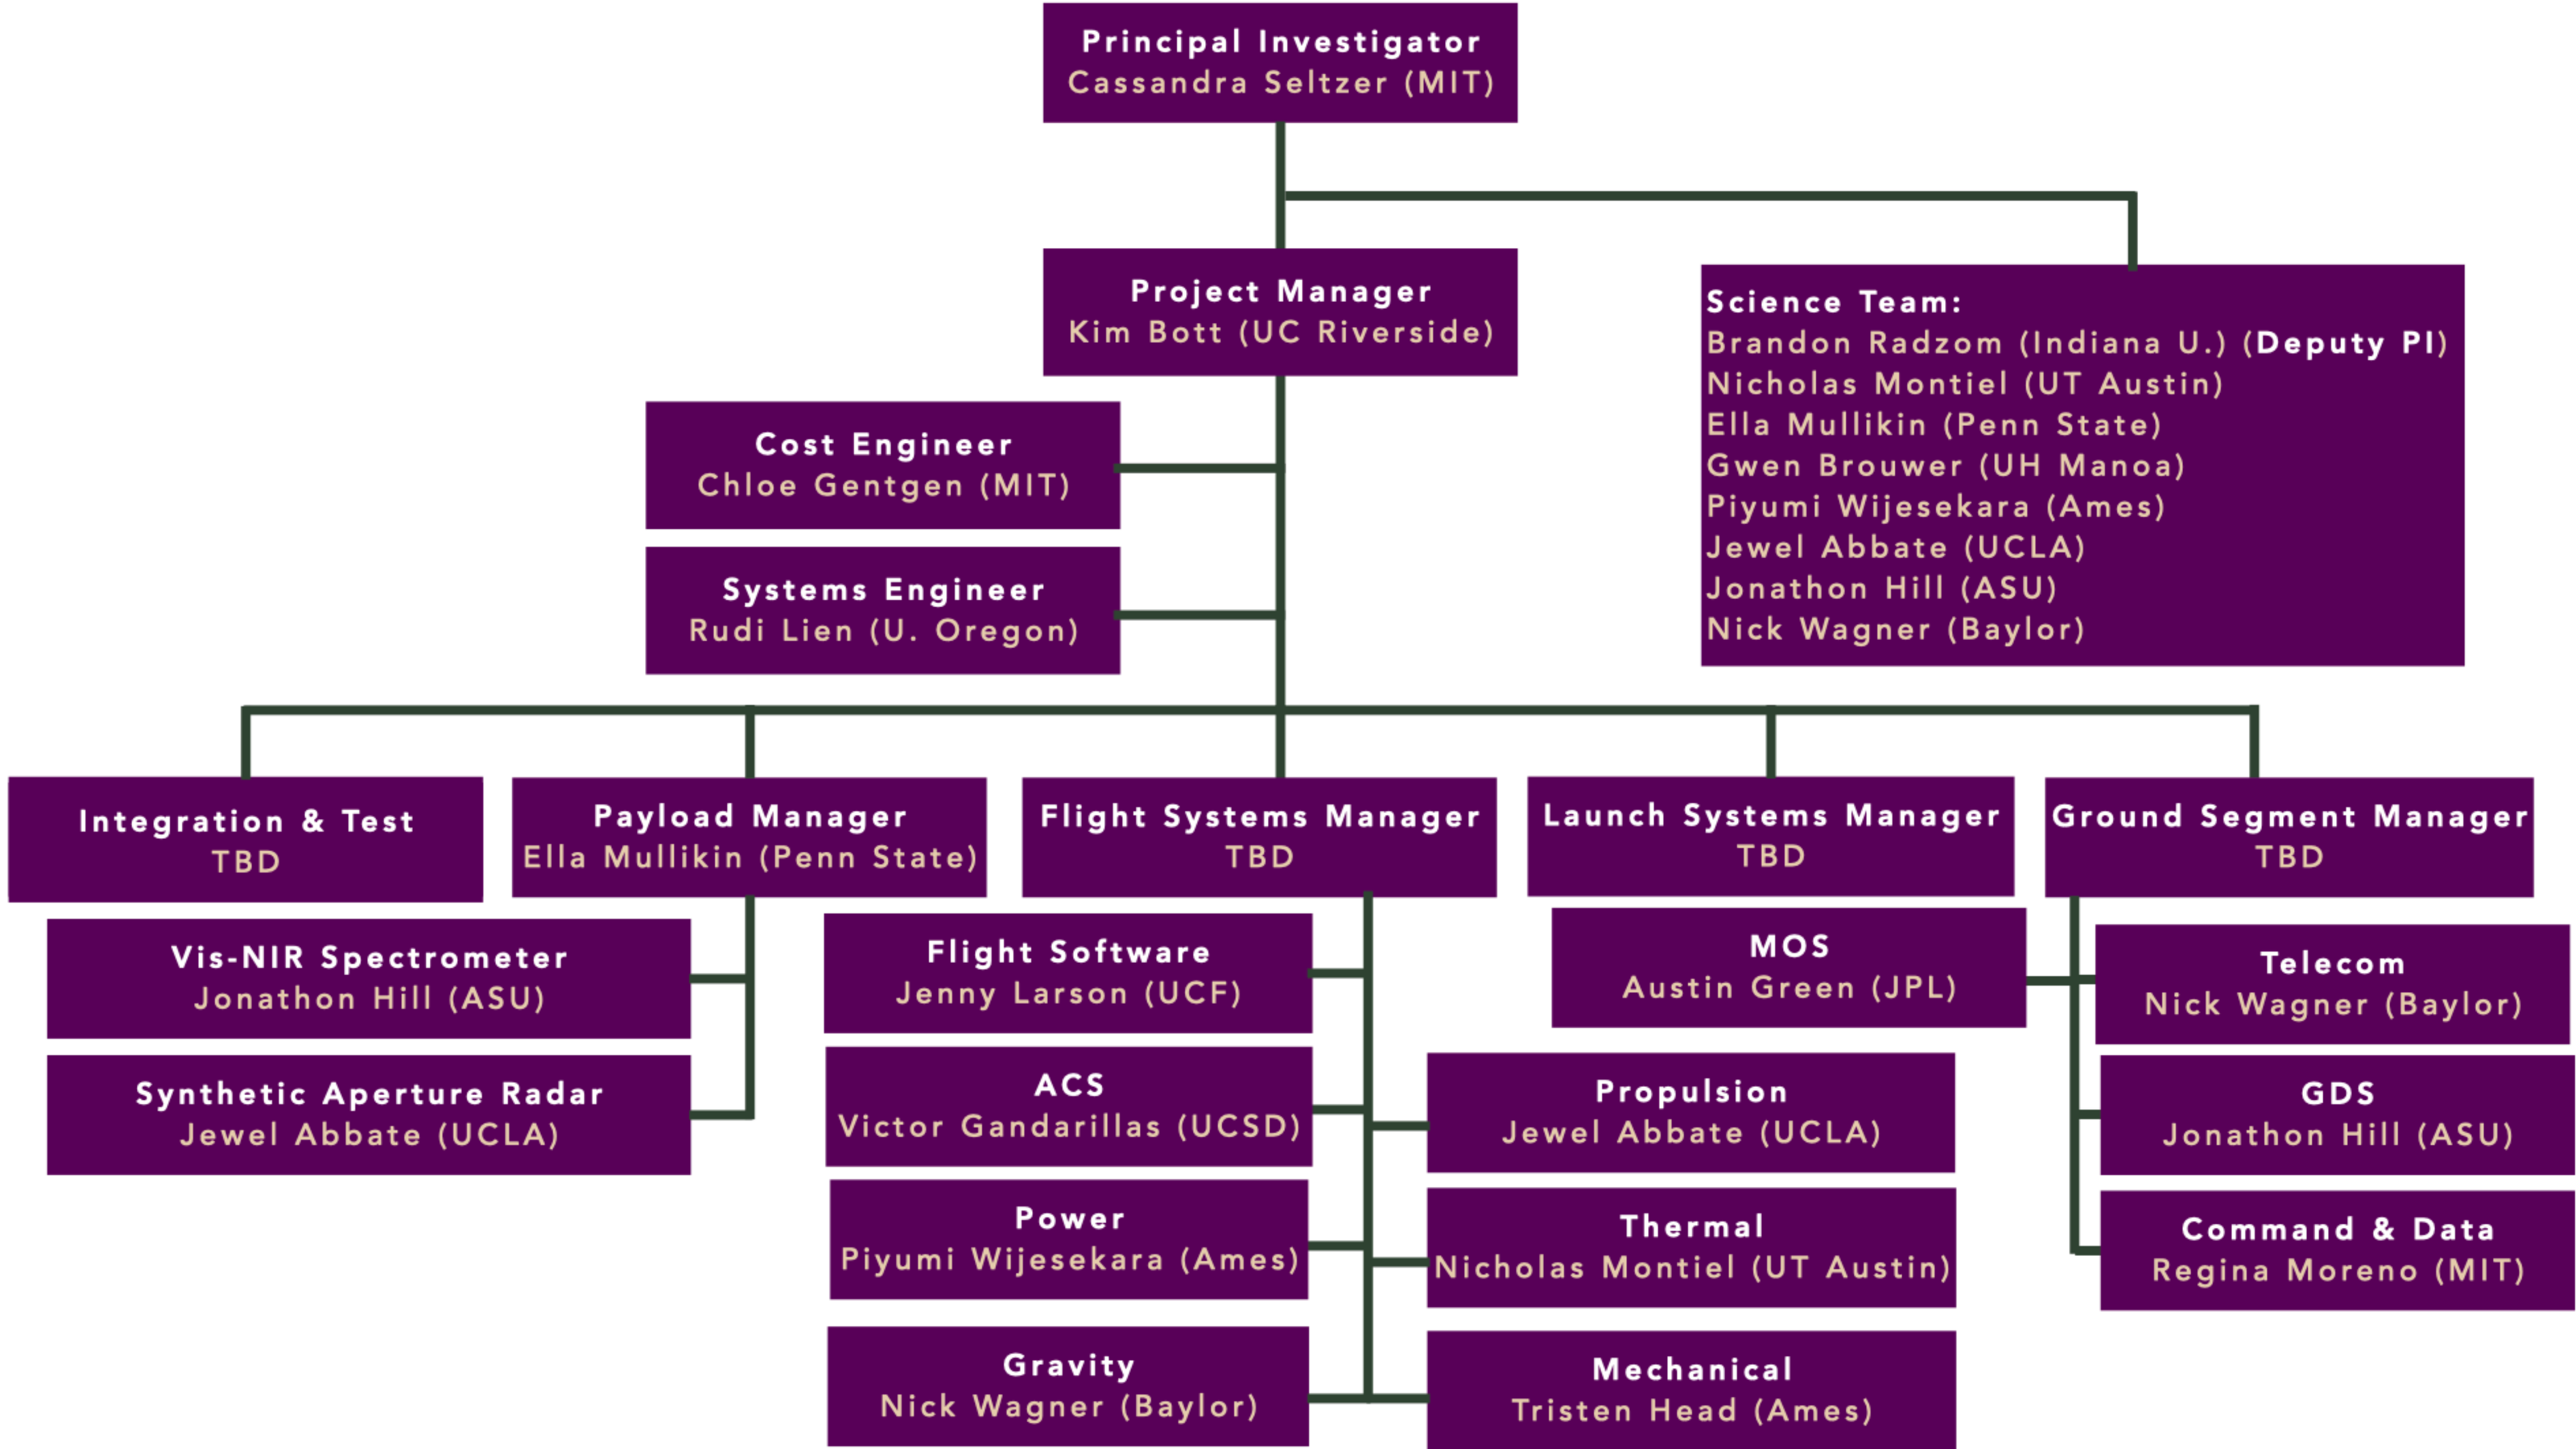 Principal Investigator
Cassandra Seltzer (MIT)
Project Manager
Kim Bott (UC Riverside)
Science Team:
Brandon Radzom (Indiana U.) (Deputy PI)
Nicholas Montiel (UT Austin)
Ella Mullikin (Penn State)
Gwen Brouwer (UH Manoa)
Piyumi Wijesekara (Ames)
Jewel Abbate (UCLA)
Jonathon Hill (ASU)
Nick Wagner (Baylor)
Cost Engineer
Chloe Gentgen (MIT)
Systems Engineer
Rudi Lien (U. Oregon)
Integration & Test
TBD
Payload Manager
Ella Mullikin (Penn State)
Flight Systems Manager
TBD
Launch Systems Manager
TBD
Ground Segment Manager
TBD
Vis-NIR Spectrometer
Jonathon Hill (ASU)
Synthetic Aperture Radar
Jewel Abbate (UCLA)
Flight Software
Jenny Larson (UCF)
ACS
Victor Gandarillas (UCSD)
Power
Piyumi Wijesekara (Ames)
Gravity
Nick Wagner (Baylor)
Propulsion
Jewel Abbate (UCLA)
Thermal
Nicholas Montiel (UT Austin)
Mechanical
Tristen Head (Ames)
MOS
Austin Green (JPL)
Telecom
Nick Wagner (Baylor)
GDS
Jonathon Hill (ASU)
Command & Data
Regina Moreno (MIT)